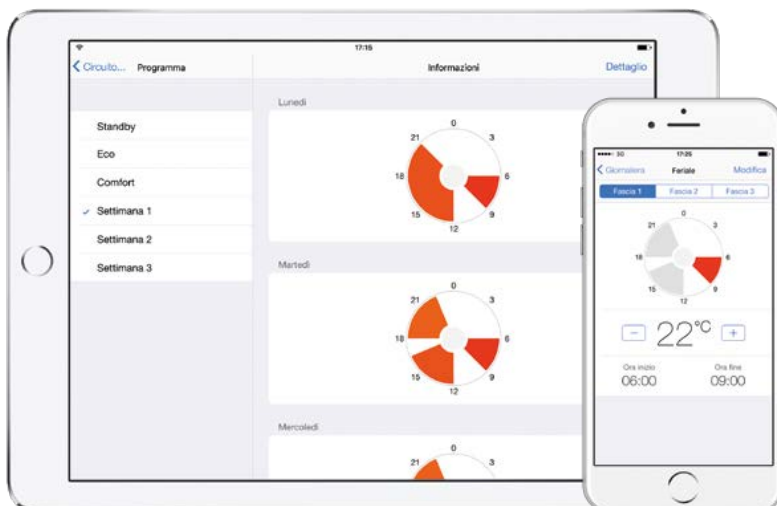 17:15
Circuito... Programma Informazioni Dettaglio
Standby
Eco
Comfort
✓ Settimana 1
Settimana 2
Settimana 3
Lunedì
0
21 3
18 6
15 9
12
Martedì
0
21 3
18 6
15 9
12
Mercoledì
0
21 3
3G 17:25
Giornaliera Feriale Modifica
Fascia 1 Fascia 2 Fascia 3
0
21 3
18 6
15 9
12
− 22°C +
Ora inizio Ora fine
06:00 09:00